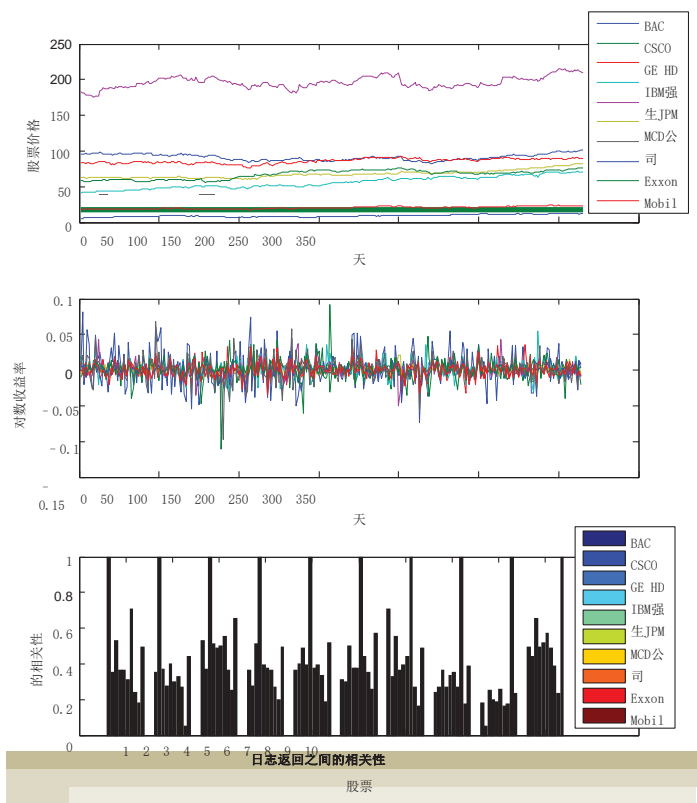 250
200
150
100
50
0
股票价格
0 50 100 150 200 250 300 350
天
BAC
CSCO
GE HD
IBM强
生JPM
MCD公
司
Exxon
Mobil
0.1
0.05
0
-0.05
-0.1
-
0.15
对数收益率
0 50 100 150 200 250 300 350
天
1
0.8
0.6
0.4
0.2
0
的相关性
1 2 3 4 5 6 7 8 9 10
BAC
CSCO
GE HD
IBM强
生JPM
MCD公
司
Exxon
Mobil
日志返回之间的相关性
股票